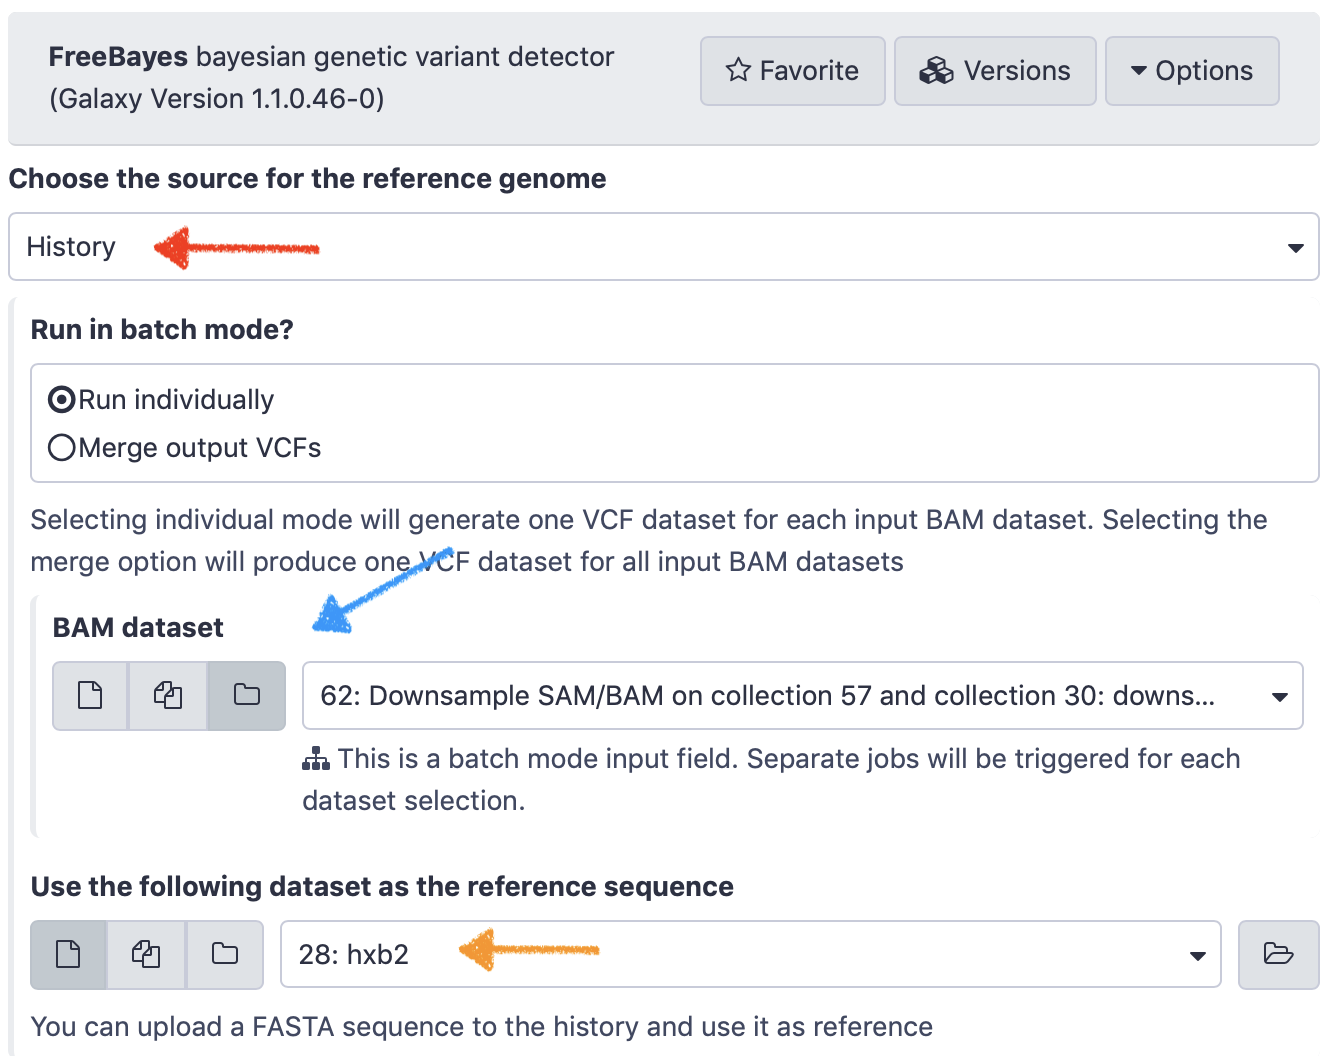 FreeBayes bayesian genetic variant detector
(Galaxy Version 1.1.0.46-0)
Favorite
Versions
Options
Choose the source for the reference genome
History
Run in batch mode?
Run individually
Merge output VCFs
Selecting individual mode will generate one VCF dataset for each input BAM dataset. Selecting the
merge option will produce one VCF dataset for all input BAM datasets
BAM dataset
62: Downsample SAM/BAM on collection 57 and collection 30: downs...
This is a batch mode input field. Separate jobs will be triggered for each
dataset selection.
Use the following dataset as the reference sequence
28: hxb2
You can upload a FASTA sequence to the history and use it as reference